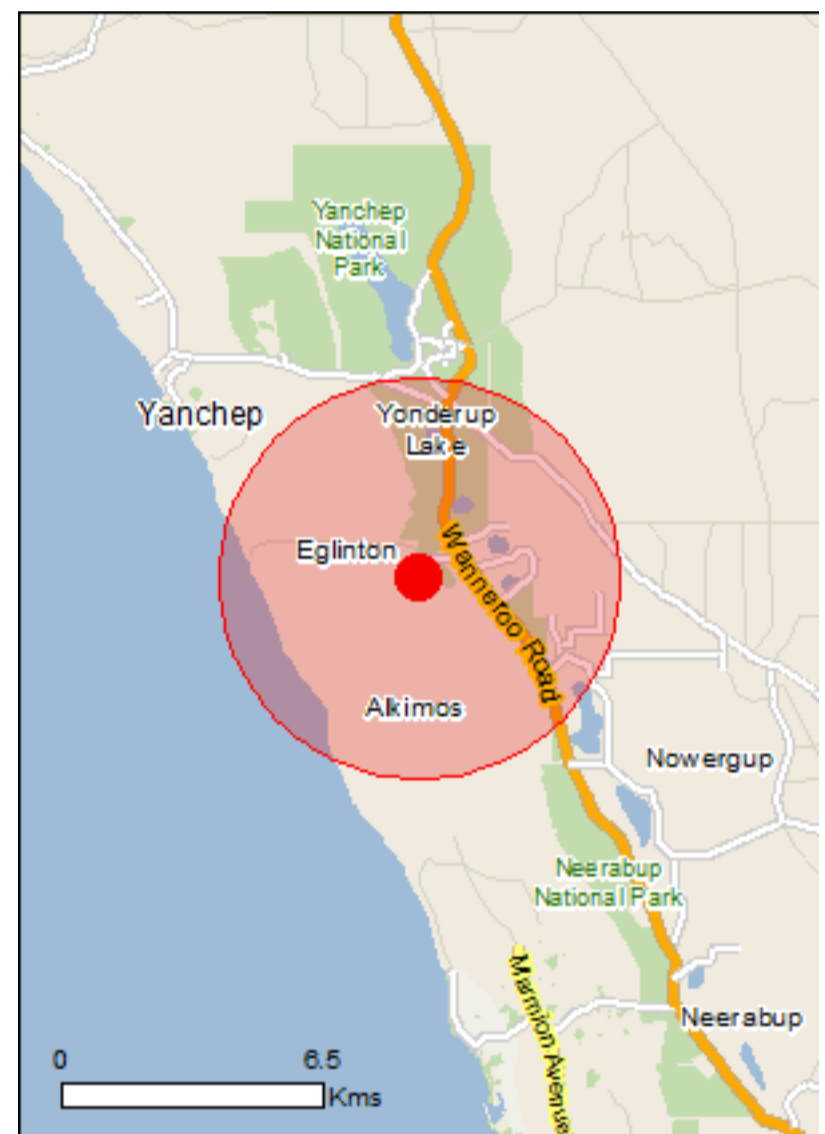 Yanchep
National
Park
Yanchep
Yonderup
Lake
Eglinton
Wanneroo Road
Alkimos
Nowergup
Neerabup
National Park
Marmion Avenue
Neerabup
0 6.5
Kms